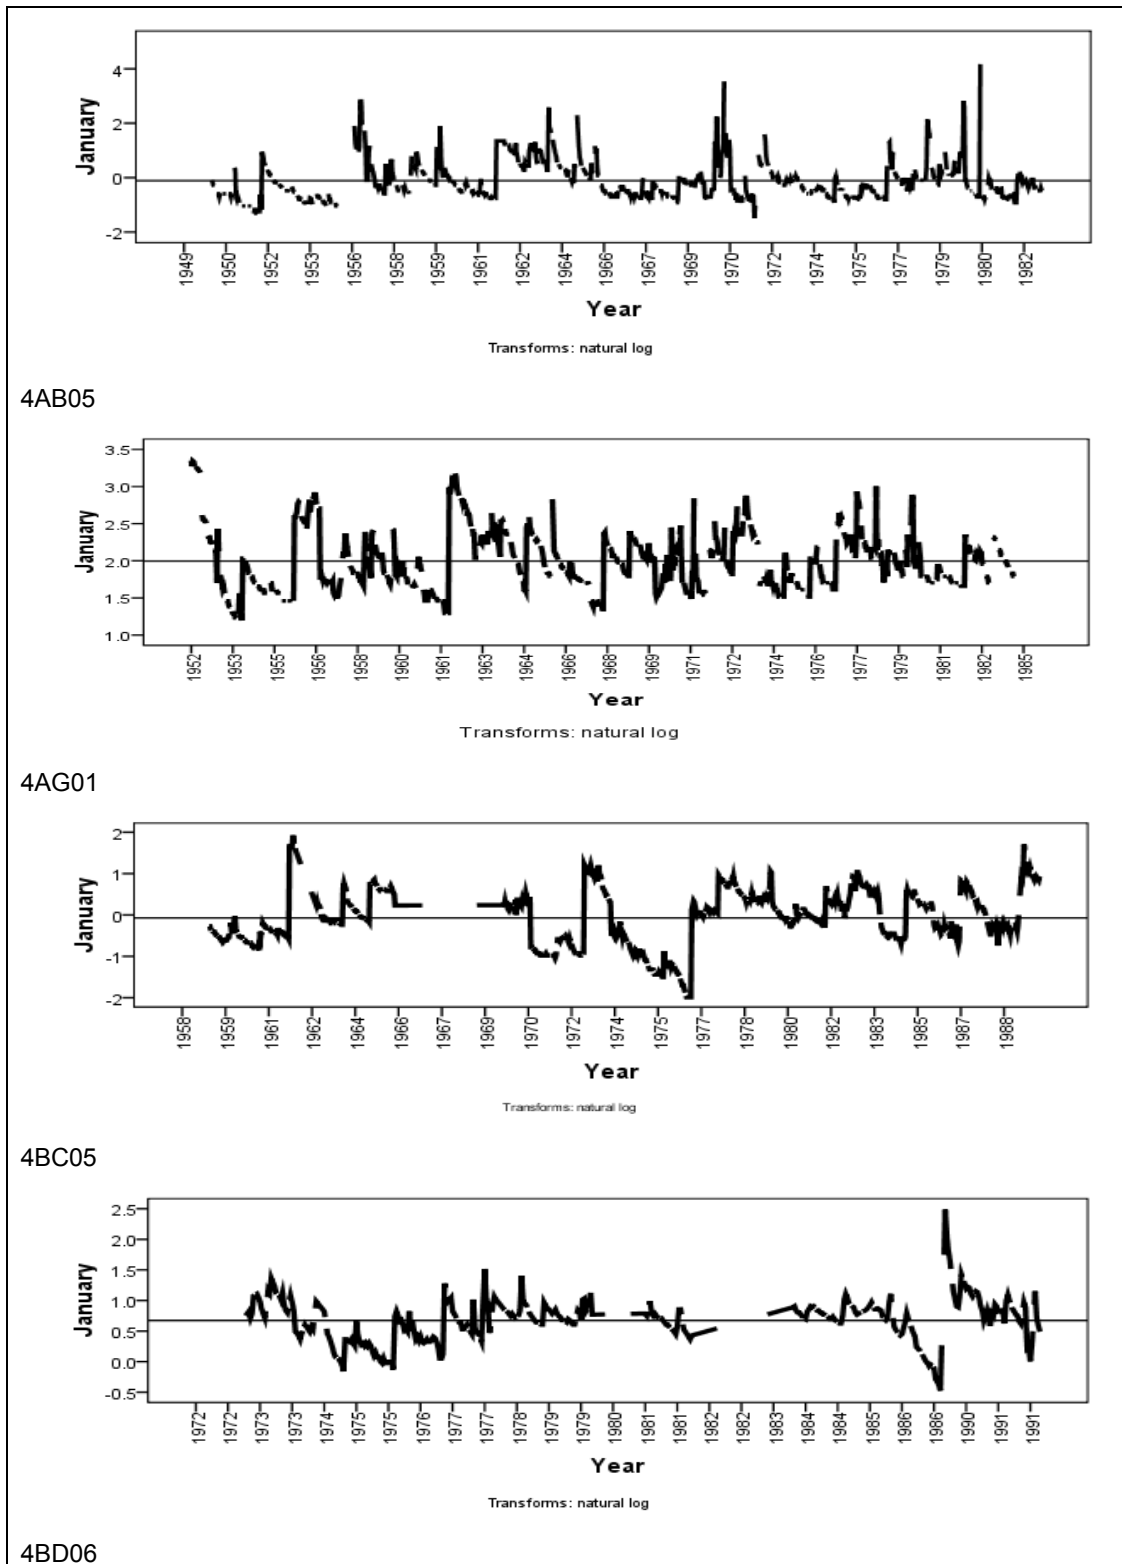 4
2
0
-2
January
1949 1950 1952 1953 1956 1958 1959 1961 1962 1964 1966 1967 1969 1970 1972 1974 1975 1977 1979 1980 1982
Year
Transforms: natural log
4AB05
3.5
3.0
2.5
2.0
1.5
1.0
January
1952 1953 1955 1956 1958 1960 1961 1963 1964 1966 1968 1969 1971 1972 1974 1976 1977 1979 1981 1982 1985
Year
Transforms: natural log
4AG01
2
1
0
-1
-2
January
1958 1959 1961 1962 1964 1966 1967 1969 1970 1972 1974 1975 1977 1978 1980 1982 1983 1985 1987 1988
Year
Transforms: natural log
4BC05
2.5
2.0
1.5
1.0
0.5
0.0
-0.5
January
1972 1972 1973 1973 1974 1975 1975 1976 1977 1977 1978 1979 1979 1980 1981 1981 1982 1982 1983 1984 1984 1985 1986 1986 1990 1991 1991
Year
Transforms: natural log
4BD06